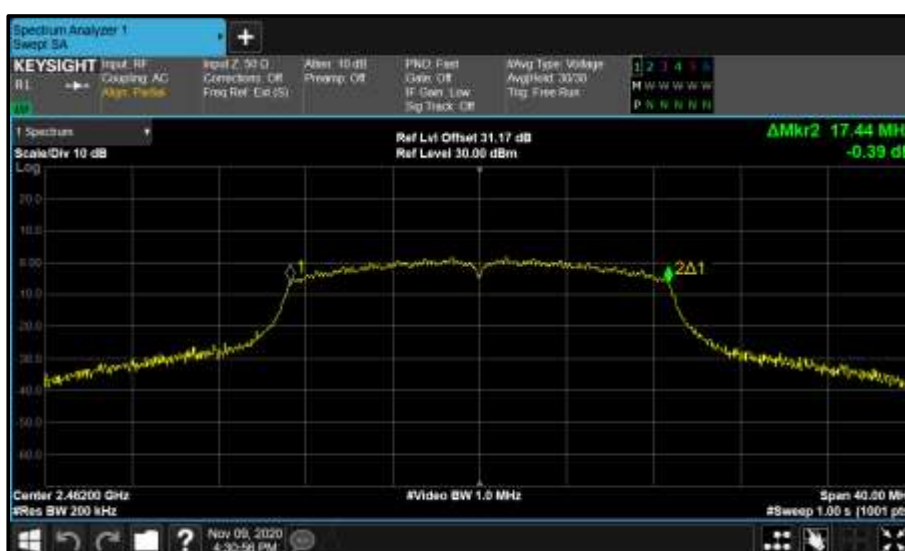 Spectrum Analyzer 1
Swept SA
+
KEYSIGHT
R1
Input: RF
Coupling: AC
Align: Partial
Input Z: 50 Ω
Corrections: Off
Freq Ref: Ext (S)
Atten: 10 dB
Preamp: Off
PNO: Fast
Gate: Off
IF Gain: Low
Sig Track: Off
#Avg Type: Voltage
Avg|Hold: 30/30
Trig: Free Run
1 2 3 4 5 6
M W W W W W
P N N N N N
1 Spectrum
Scale/Div 10 dB
Ref Lvl Offset 31.17 dB
Ref Level 30.00 dBm
ΔMkr2 17.44 MH
-0.39 d
Log
20.0
10.0
0.00
-10.0
-20.0
-30.0
-40.0
-50.0
-60.0
1
2Δ1
Center 2.46200 GHz
#Res BW 200 kHz
#Video BW 1.0 MHz
Span 40.00 MH
#Sweep 1.00 s (1001 pts
?
Nov 09, 2020
4:30:56 PM